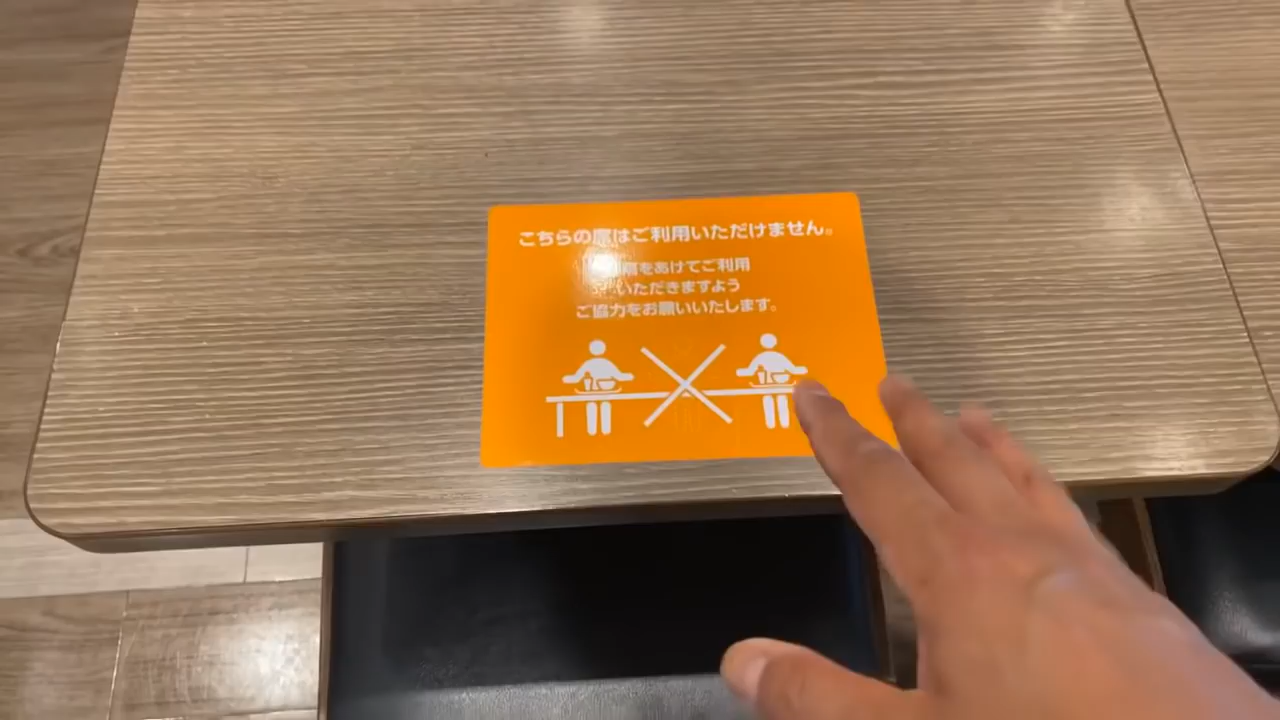 こちらの席はご利用いただけません。
席をあけてご利用
いただきますよう
ご協力をお願いいたします。